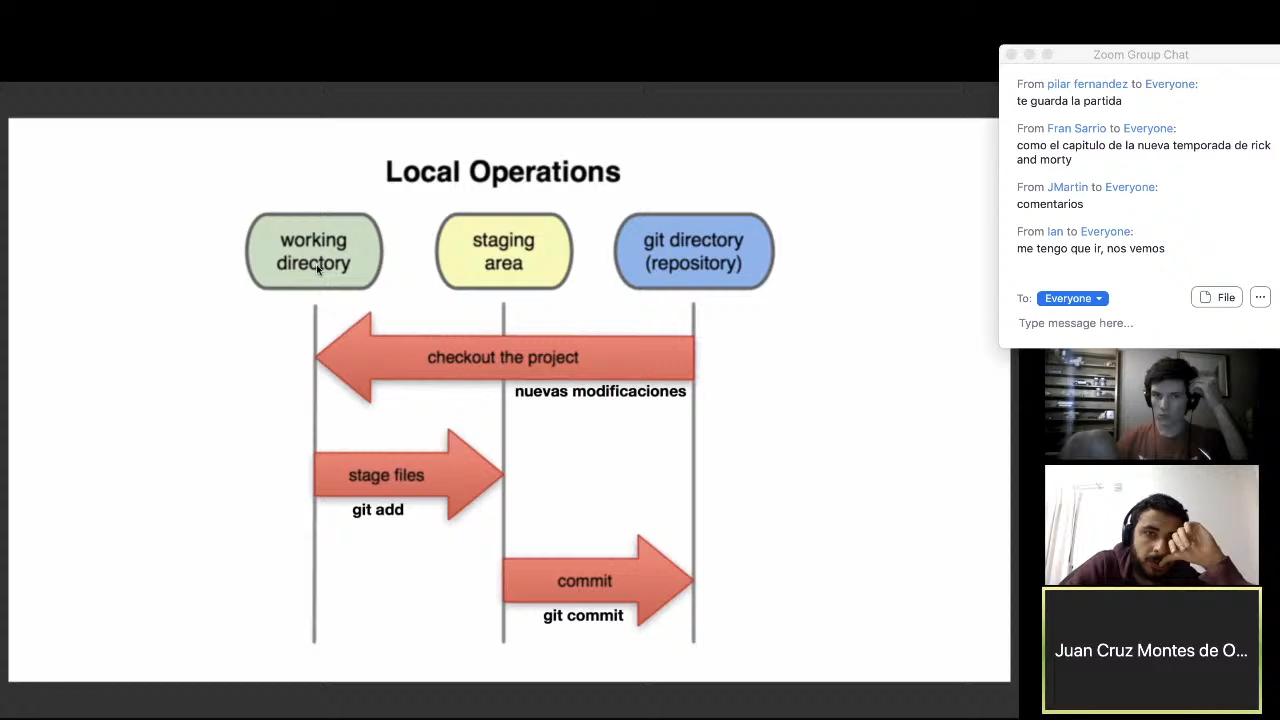 Local Operations
working
directory
staging
area
git directory
(repository)
checkout the project
nuevas modificaciones
stage files
git add
commit
git commit
Zoom Group Chat
From pilar fernandez to Everyone:
te guarda la partida
From Fran Sarrio to Everyone:
como el capitulo de la nueva temporada de rick
and morty
From JMartin to Everyone:
comentarios
From Ian to Everyone:
me tengo que ir, nos vemos
To: Everyone
File
Type message here...
Juan Cruz Montes de O...